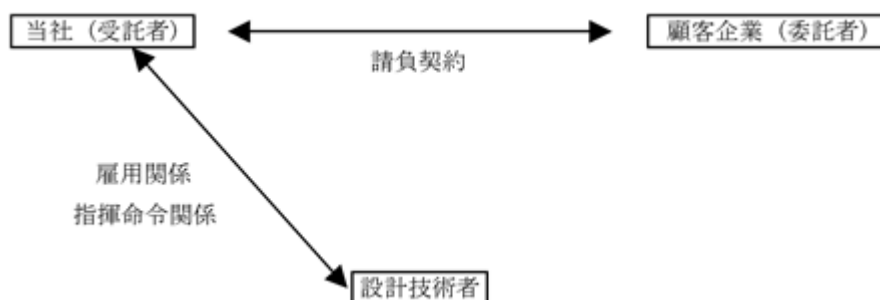 当社（受託者）
顧客企業（委託者）
請負契約
雇用関係
指揮命令関係
設計技術者